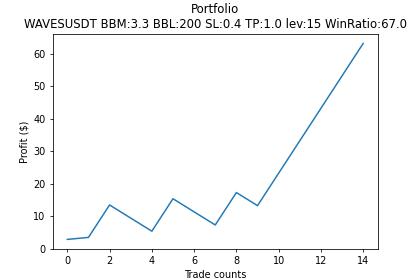 Portfolio
WAVESUSDT BBM:3.3 BBL:200 SL:0.4 TP:1.0 lev:15 WinRatio:67.0
60
50
40
30
20
10
0
Profit ($)
0 2 4 6 8 10 12 14
Trade counts